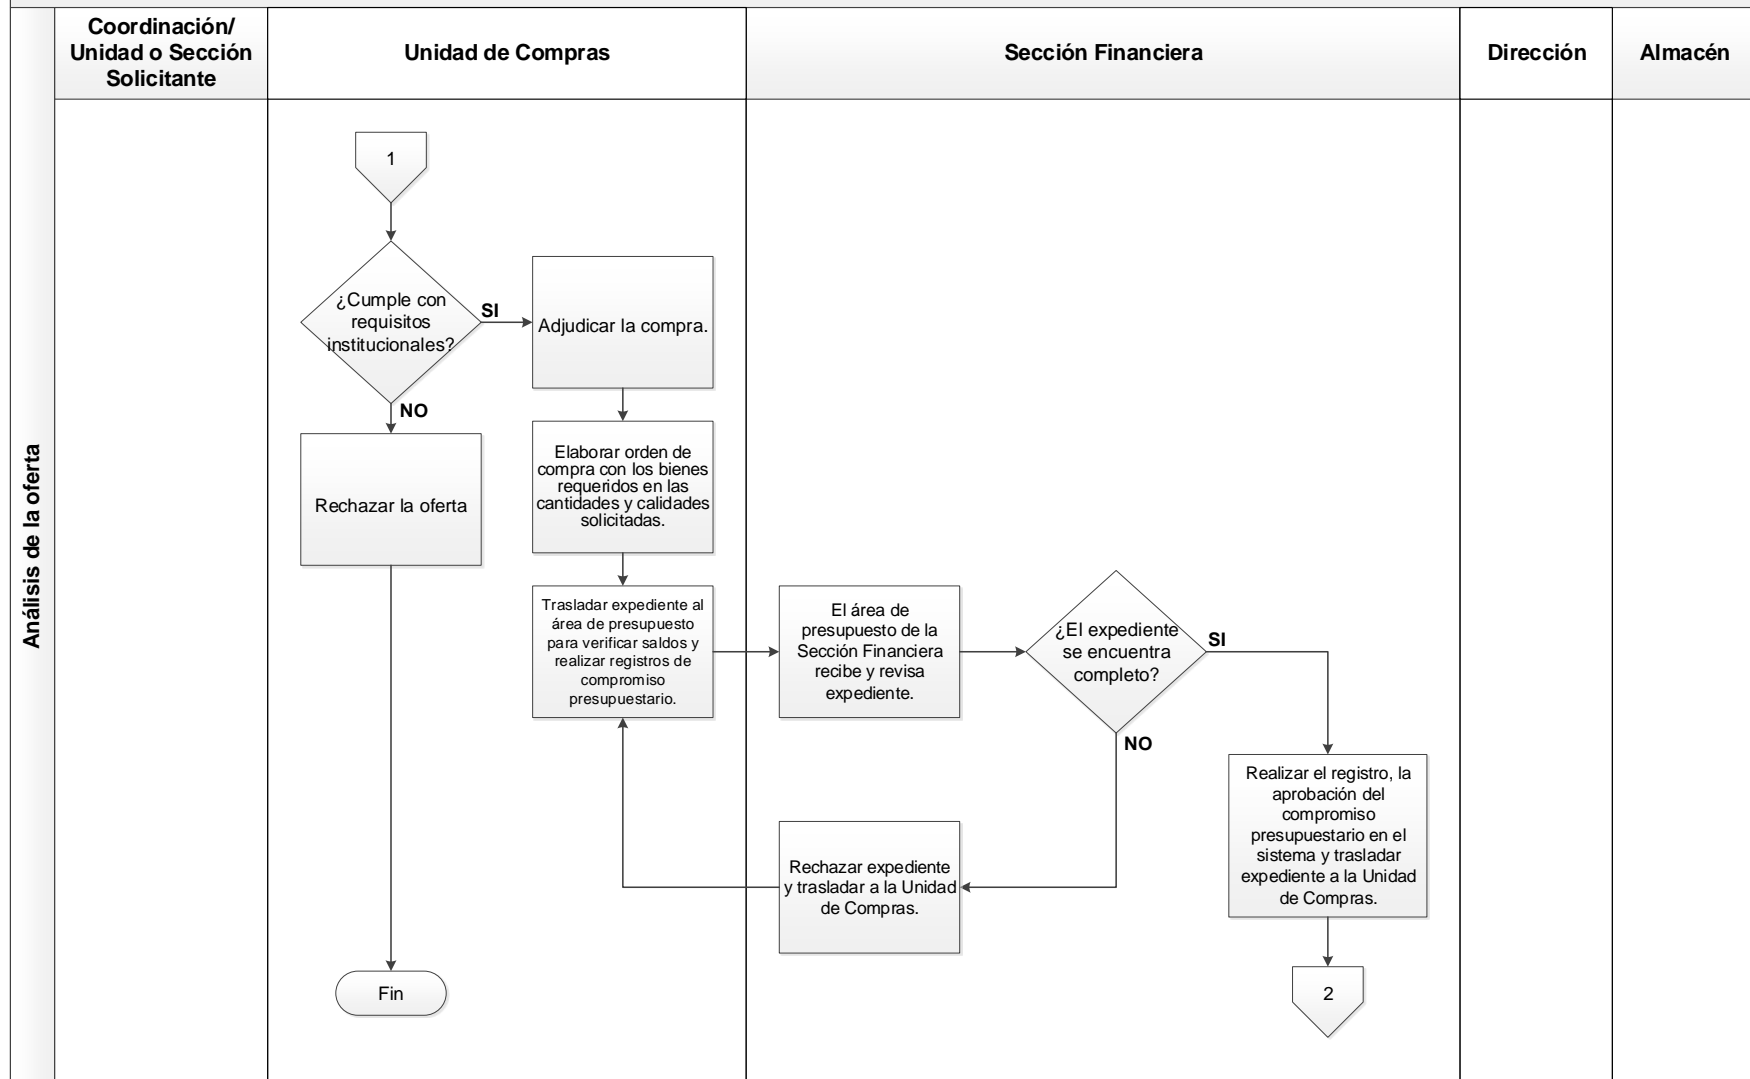 Coordinación/
Unidad o Sección
Solicitante
Unidad de Compras
Sección Financiera
Dirección
Almacén
Análisis de la oferta
1
¿Cumple con
requisitos
institucionales?
SI
NO
Adjudicar la compra.
Rechazar la oferta
Elaborar orden de
compra con los bienes
requeridos en las
cantidades y calidades
solicitadas.
Trasladar expediente al
área de presupuesto
para verificar saldos y
realizar registros de
compromiso
presupuestario.
El área de
presupuesto de la
Sección Financiera
recibe y revisa
expediente.
¿El expediente
se encuentra
completo?
SI
NO
Realizar el registro, la
aprobación del
compromiso
presupuestario en el
sistema y trasladar
expediente a la Unidad
de Compras.
Rechazar expediente
y trasladar a la Unidad
de Compras.
Fin
2